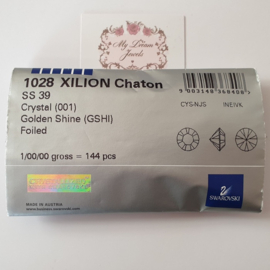 My Dream
Jewels
1028 XILION Chaton
SS 39
Crystal (001)
Golden Shine (GSHI)
Foiled
CYS-NJS
1/00/00 gross = 144 pcs
MADE IN AUSTRIA
SWAROVSKI